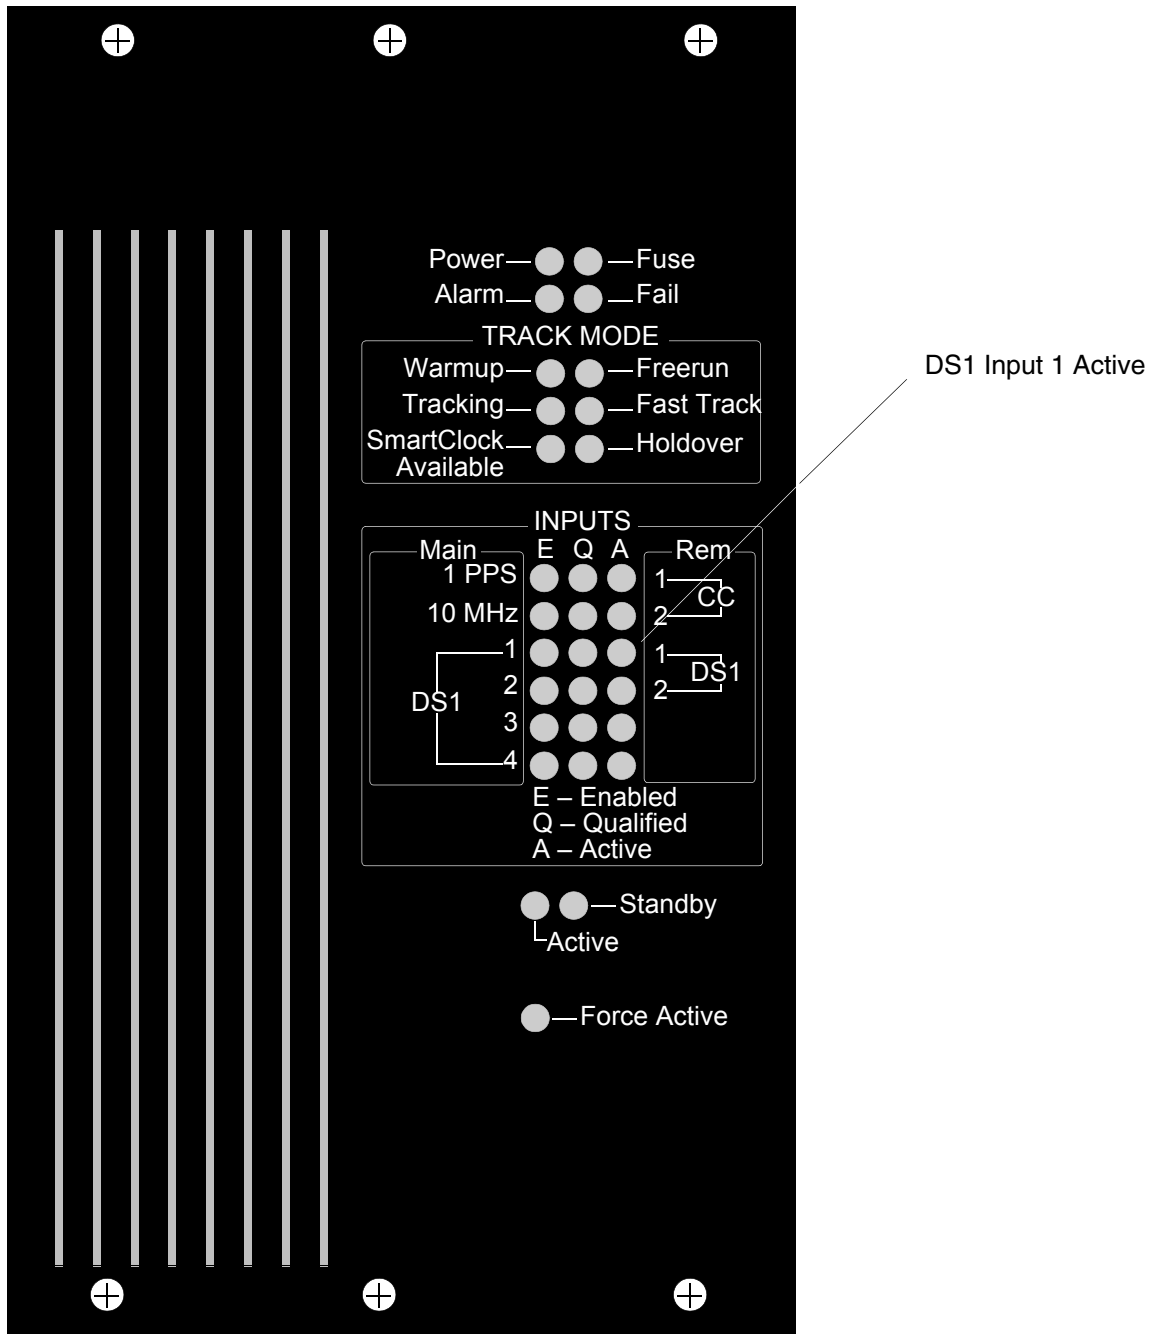 Power Fuse
Alarm Fail
TRACK MODE
Warmup Freerun
DS1 Input 1 Active
Tracking Fast Track
SmartClock Holdover
Available
INPUTS
Main E Q A Rem
1 PPS 1
CC
10 MHz 2
1 1
DS1
2 2
DS1
3
4
E – Enabled
Q – Qualified
A – Active
Standby
Active
Force Active